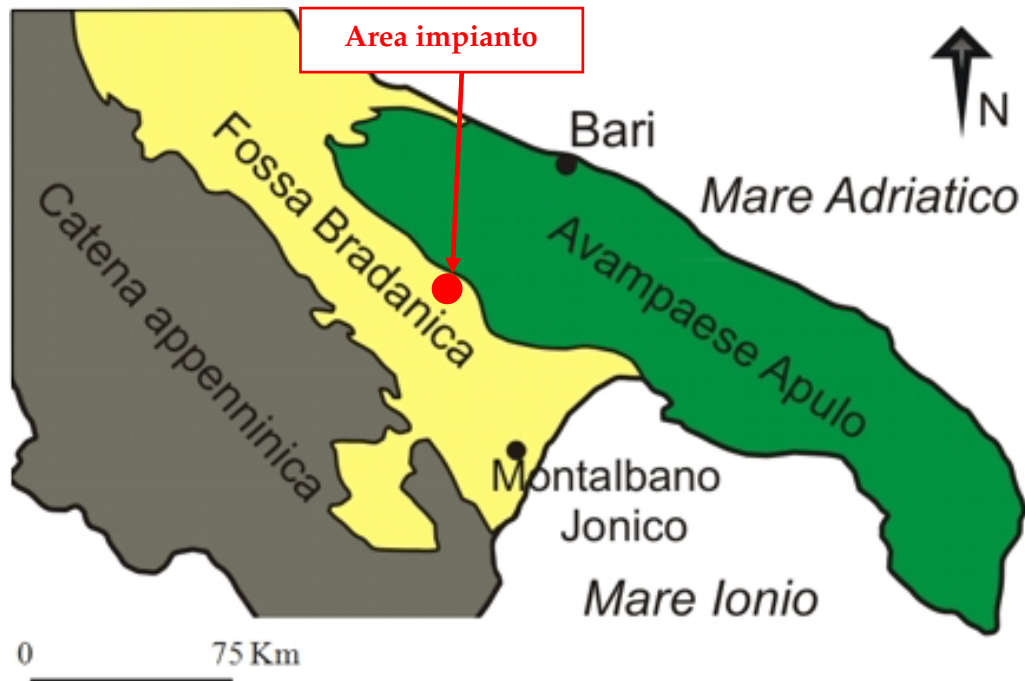 Area impianto
N
Bari
Mare Adriatico
Fossa Bradanica
Catena appenninica
Avampaese Apulo
Montalbano
Jonico
Mare Ionio
0 75 Km